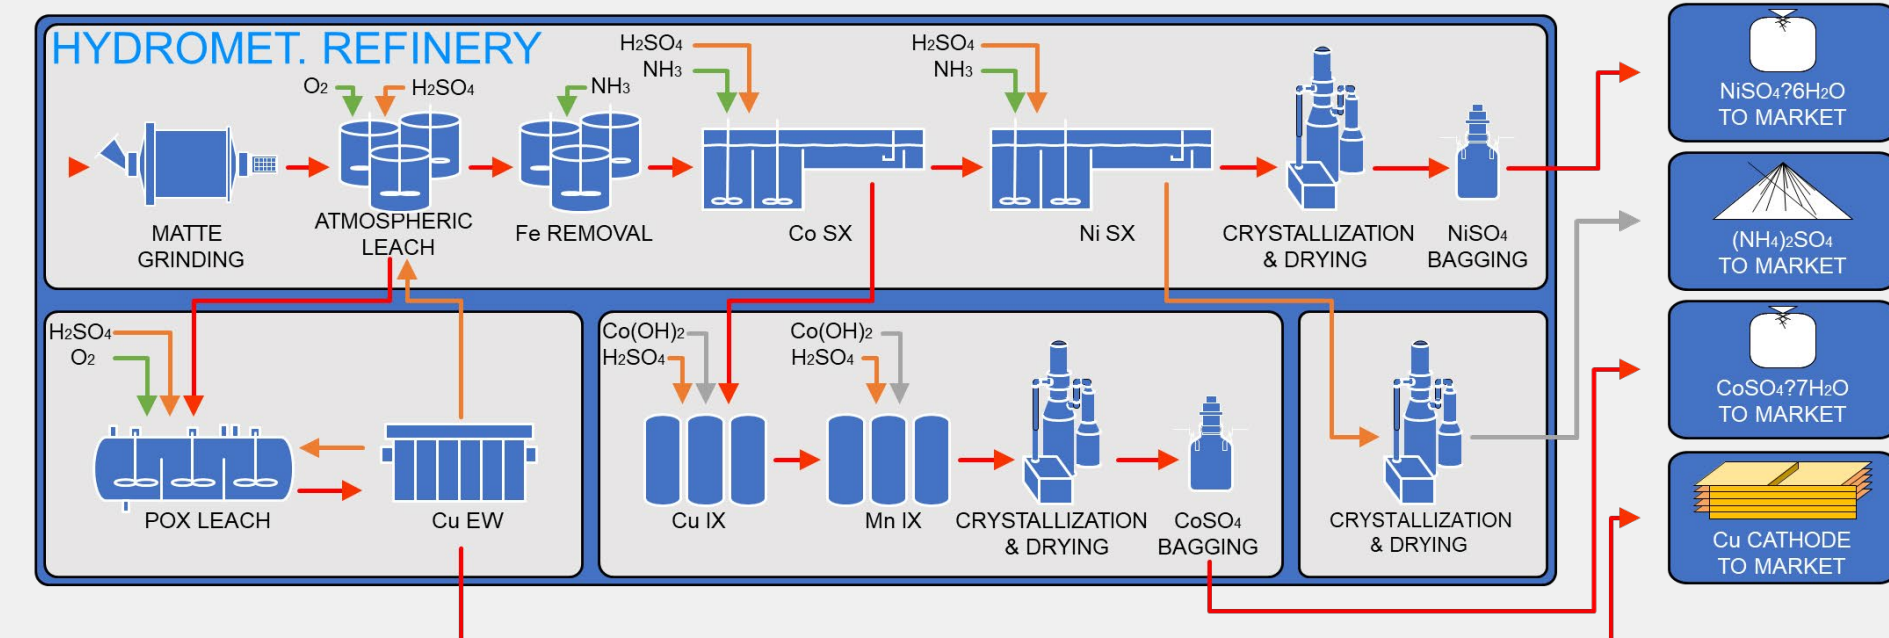 HYDROMET. REFINERY
O2
H2SO4
NH3
H2SO4
NH3
H2SO4
NH3
MATTE
GRINDING
ATMOSPHERIC
LEACH
Fe REMOVAL
Co SX
Ni SX
CRYSTALLIZATION
& DRYING
NiSO4
BAGGING
H2SO4
O2
POX LEACH
Cu EW
Co(OH)2
H2SO4
Co(OH)2
H2SO4
Cu IX
Mn IX
CRYSTALLIZATION
& DRYING
CoSO4
BAGGING
CRYSTALLIZATION
& DRYING
NiSO4?6H2O
TO MARKET
(NH4)2SO4
TO MARKET
CoSO4?7H2O
TO MARKET
Cu CATHODE
TO MARKET